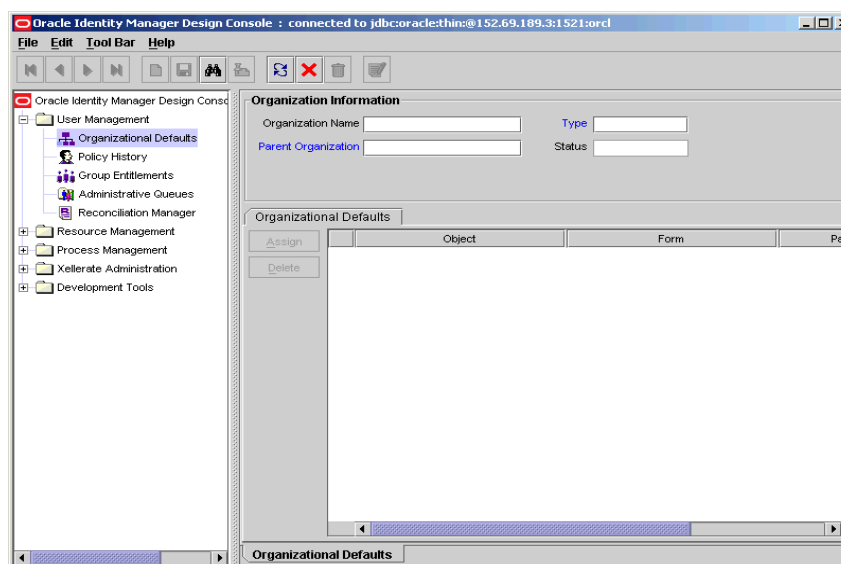 Oracle Identity Manager Design Console : connected to jdbc:oracle:thin:@152.69.189.3:1521:orcl
File Edit Tool Bar Help
Oracle Identity Manager Design Conso
User Management
Organizational Defaults
Policy History
Group Entitlements
Administrative Queues
Reconciliation Manager
Resource Management
Process Management
Xellerate Administration
Development Tools
Organization Information
Organization Name Type
Parent Organization Status
Organizational Defaults
Assign
Delete
Object Form Pa
Organizational Defaults